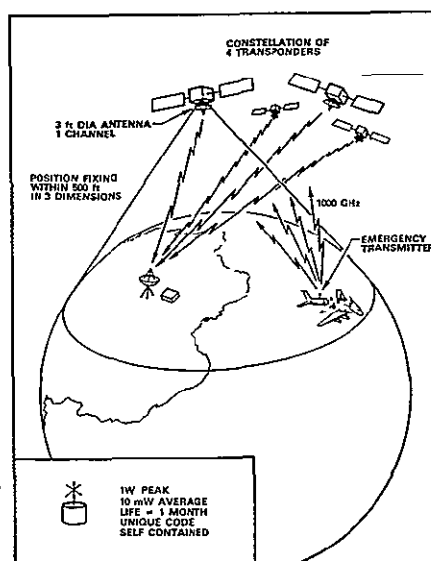 CONSTELLATION OF
4 TRANSPONDERS
3 ft DIA ANTENNA
1 CHANNEL
POSITION FIXING
WITHIN 500 ft
IN 3 DIMENSIONS
1000 GHz
EMERGENCY
TRANSMITTER
1W PEAK
10 mW AVERAGE
LIFE = 1 MONTH
UNIQUE CODE
SELF CONTAINED